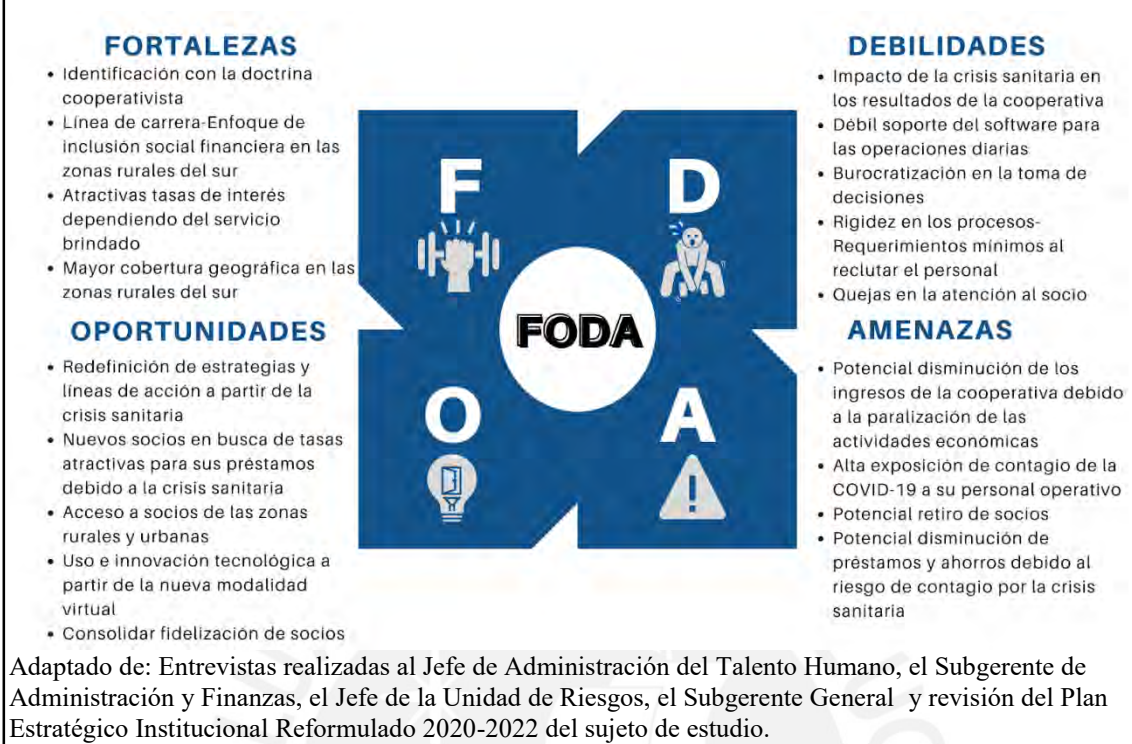 FORTALEZAS
• Identificación con la doctrina
cooperativista
• Línea de carrera-Enfoque de
inclusión social financiera en las
zonas rurales del sur
• Atractivas tasas de interés
dependiendo del servicio
brindado
• Mayor cobertura geográfica en las
zonas rurales del sur
OPORTUNIDADES
• Redefinición de estrategias y
líneas de acción a partir de la
crisis sanitaria
• Nuevos socios en busca de tasas
atractivas para sus préstamos
debido a la crisis sanitaria
• Acceso a socios de las zonas
rurales y urbanas
• Uso e innovación tecnológica a
partir de la nueva modalidad
virtual
• Consolidar fidelización de socios
F
D
FODA
O
A
DEBILIDADES
• Impacto de la crisis sanitaria en
los resultados de la cooperativa
• Débil soporte del software para
las operaciones diarias
• Burocratización en la toma de
decisiones
• Rigidez en los procesos-
Requerimientos mínimos al
reclutar el personal
• Quejas en la atención al socio
AMENAZAS
• Potencial disminución de los
ingresos de la cooperativa debido
a la paralización de las
actividades económicas
• Alta exposición de contagio de la
COVID-19 a su personal operativo
• Potencial retiro de socios
• Potencial disminución de
préstamos y ahorros debido al
riesgo de contagio por la crisis
sanitaria
Adaptado de: Entrevistas realizadas al Jefe de Administración del Talento Humano, el Subgerente de
Administración y Finanzas, el Jefe de la Unidad de Riesgos, el Subgerente General y revisión del Plan
Estratégico Institucional Reformulado 2020-2022 del sujeto de estudio.